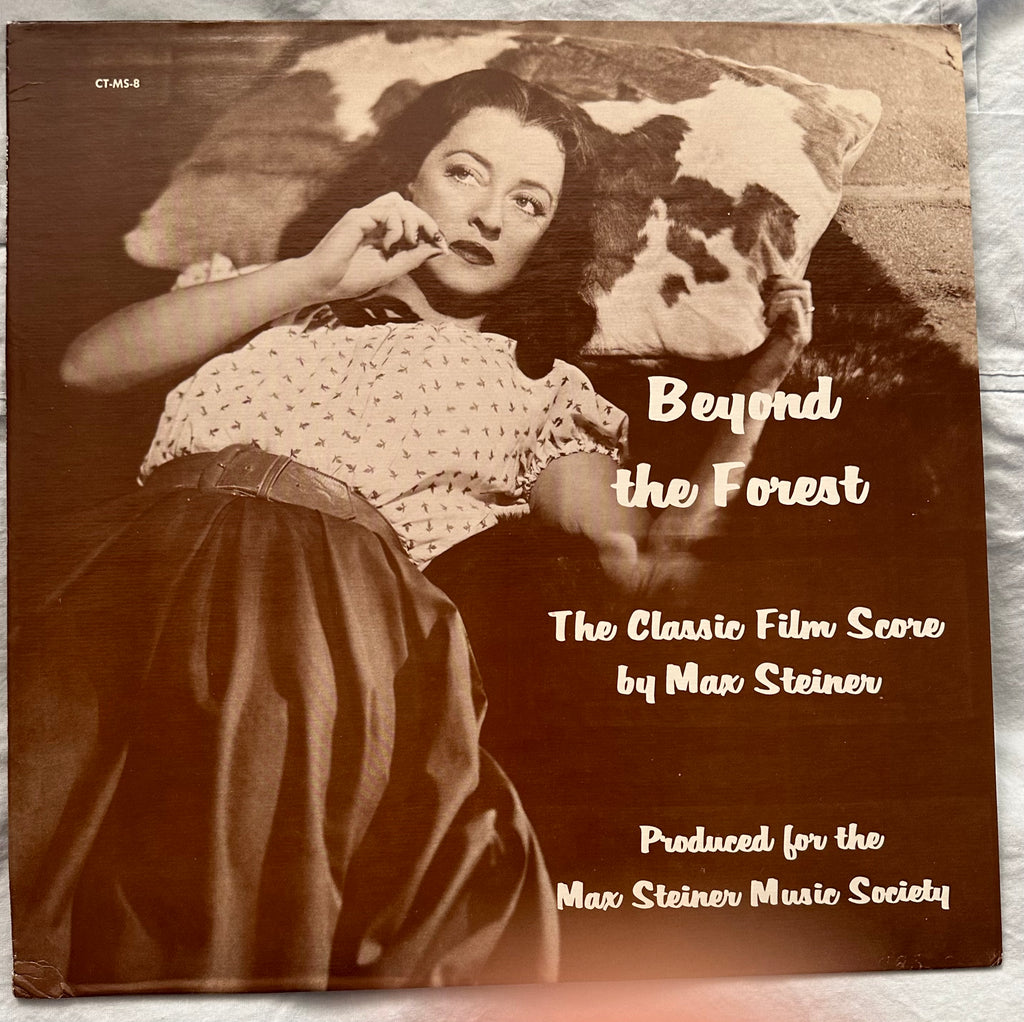 CT-MS-8
Beyond
the Forest
The Classic Film Score
by Max Steiner
Produced for the
Max Steiner Music Society